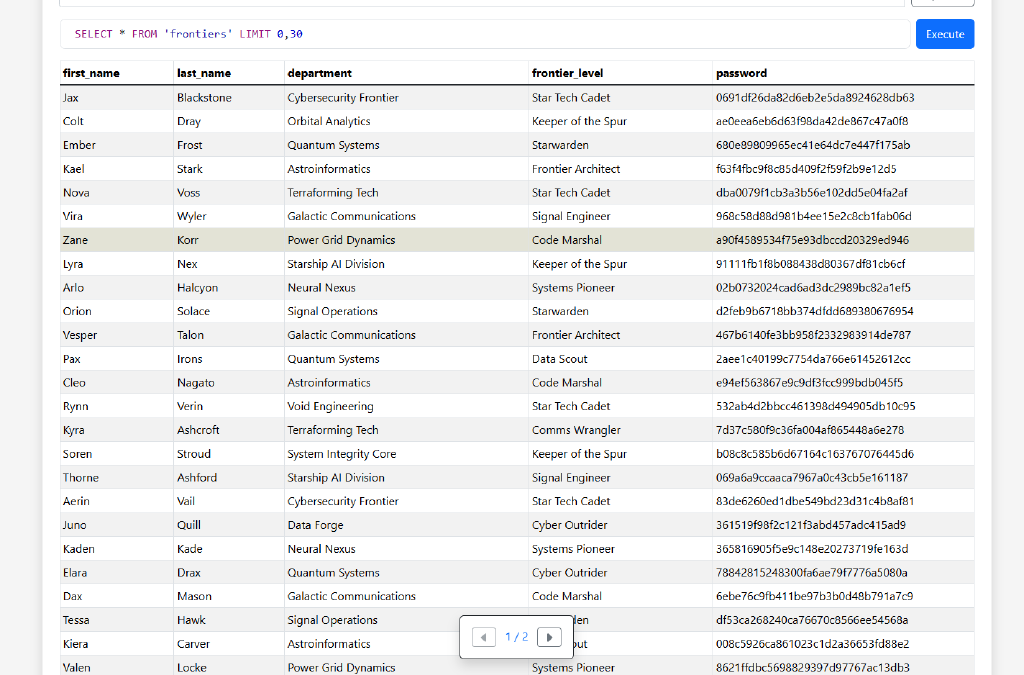 SELECT * FROM 'frontiers' LIMIT 0,30 Execute
first_name last_name department frontier_level password
Jax Blackstone Cybersecurity Frontier Star Tech Cadet 0691df26da82d6eb2e5da8924628db63
Colt Dray Orbital Analytics Keeper of the Spur ae0eea6eb6d63f98da42de867c47a0f8
Ember Frost Quantum Systems Starwarden 680e89809965ec41e64dc7e447f175ab
Kael Stark Astroinformatics Frontier Architect f63f4fbc9f8c85d409f2f59f2b9e12d5
Nova Voss Terraforming Tech Star Tech Cadet dba0079f1cb3a3b56e102dd5e04fa2af
Vira Wyler Galactic Communications Signal Engineer 968c58d88d981b4ee15e2c8cb1fab06d
Zane Korr Power Grid Dynamics Code Marshal a90f4589534f75e93dbccd20329ed946
Lyra Nex Starship AI Division Keeper of the Spur 91111fb1f8b088438d80367df81cb6cf
Arlo Halcyon Neural Nexus Systems Pioneer 02b0732024cad6ad3dc2989bc82a1ef5
Orion Solace Signal Operations Starwarden d2feb9b6718bb374dfdd689380676954
Vesper Talon Galactic Communications Frontier Architect 467b6140fe3bb958f2332983914de787
Pax Irons Quantum Systems Data Scout 2aee1c40199c7754da766e61452612cc
Cleo Nagato Astroinformatics Code Marshal e94ef563867e9c9df3fcc999bdb045f5
Rynn Verin Void Engineering Star Tech Cadet 532ab4d2bbcc461398d494905db10c95
Kyra Ashcroft Terraforming Tech Comms Wrangler 7d37c580f9c36fa004af865448a6e278
Soren Stroud System Integrity Core Keeper of the Spur b08c8c585b6d67164c163767076445d6
Thorne Ashford Starship AI Division Signal Engineer 069a6a9ccaaca7967a0c43cb5e161187
Aerin Vail Cybersecurity Frontier Star Tech Cadet 83de6260ed1dbe549bd23d31c4b8af81
Juno Quill Data Forge Cyber Outrider 361519f98f2c121f3abd457adc415ad9
Kaden Kade Neural Nexus Systems Pioneer 365816905f5e9c148e20273719fe163d
Elara Drax Quantum Systems Cyber Outrider 78842815248300fa6ae79f7776a5080a
Dax Mason Galactic Communications Code Marshal 6ebe76c9fb411be97b3b0d48b791a7c9
Tessa Hawk Signal Operations den df53ca268240ca76670c8566ee54568a
Kiera Carver Astroinformatics out 008c5926ca861023c1d2a36653fd88e2
1 / 2
Valen Locke Power Grid Dynamics Systems Pioneer 8621ffdbc5698829397d97767ac13db3